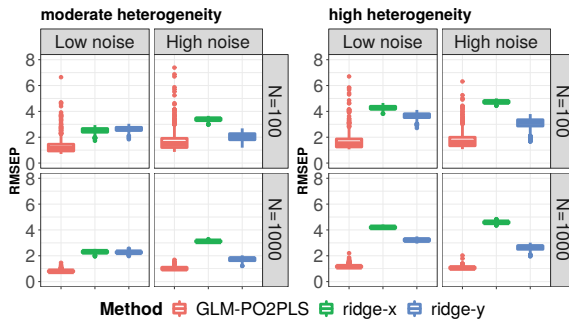 moderate heterogeneity
high heterogeneity
Low noise
High noise
Low noise
High noise
8
6
4
2
0
N=100
8
6
4
2
0
N=100
RMSEP
RMSEP
8
6
4
2
0
N=1000
8
6
4
2
0
N=1000
Method GLM-PO2PLS ridge-x ridge-y